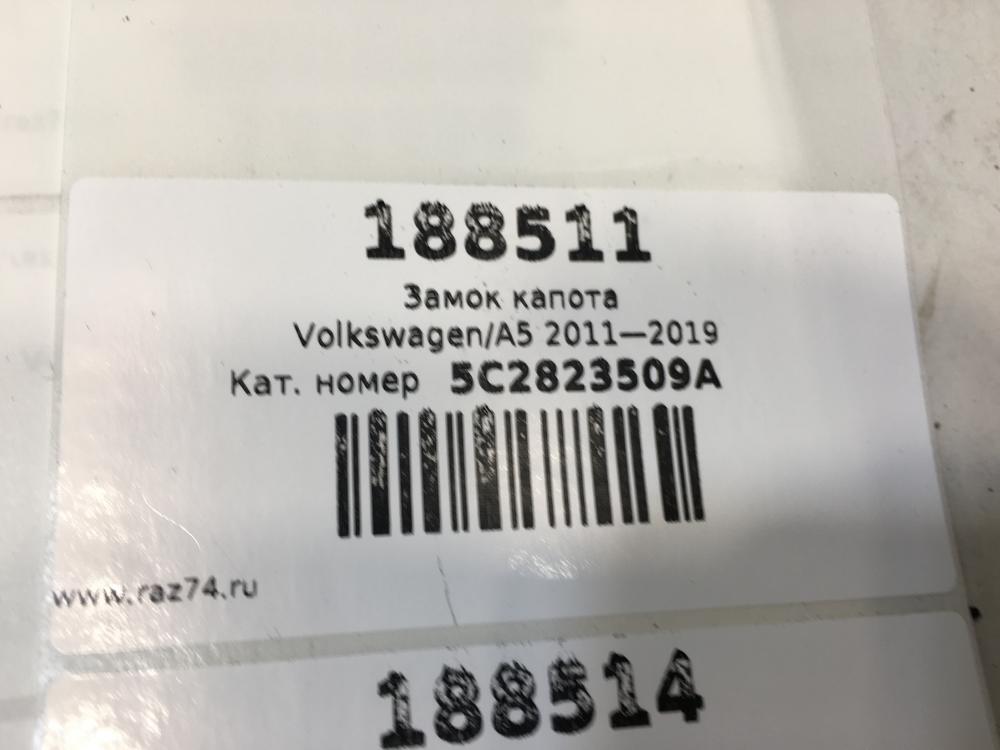 188511
Замок капота
Volkswagen/A5 2011—2019
Кат. номер 5C2823509A
www.raz74.ru
188514